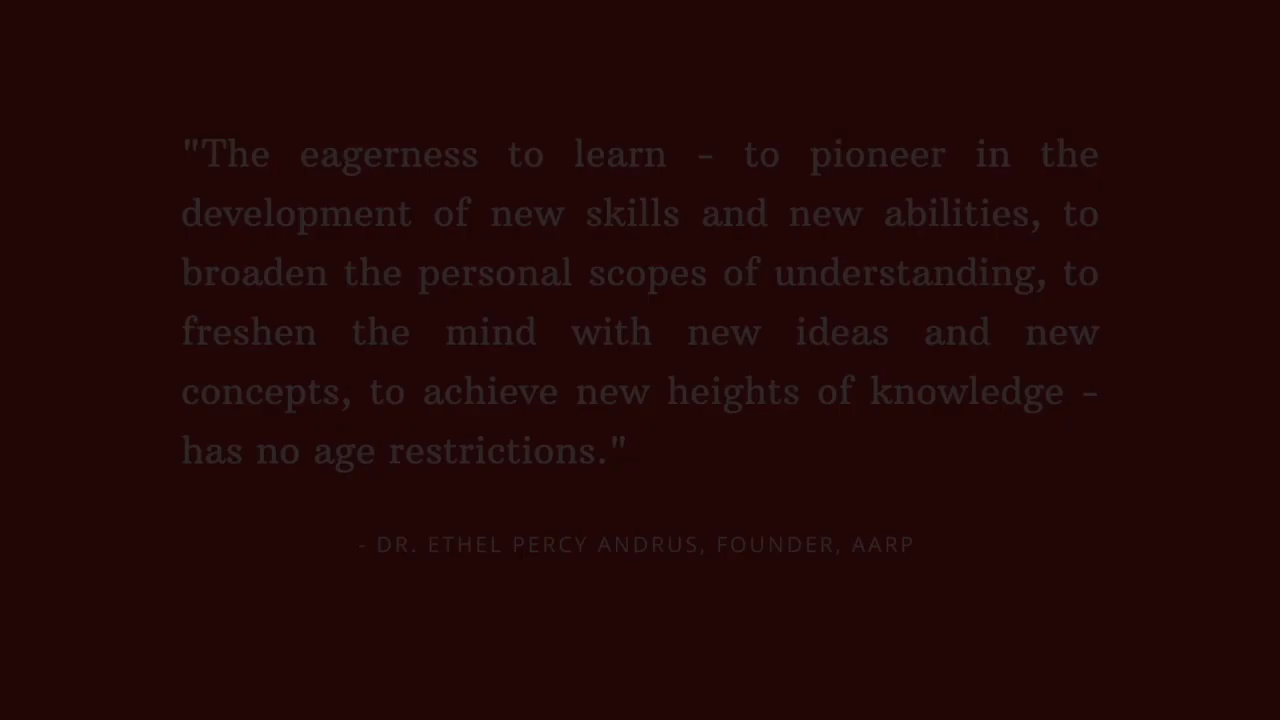 "The eagerness to learn - to pioneer in the
development of new skills and new abilities, to
broaden the personal scopes of understanding, to
freshen the mind with new ideas and new
concepts, to achieve new heights of knowledge -
has no age restrictions."
- DR. ETHEL PERCY ANDRUS, FOUNDER, AARP